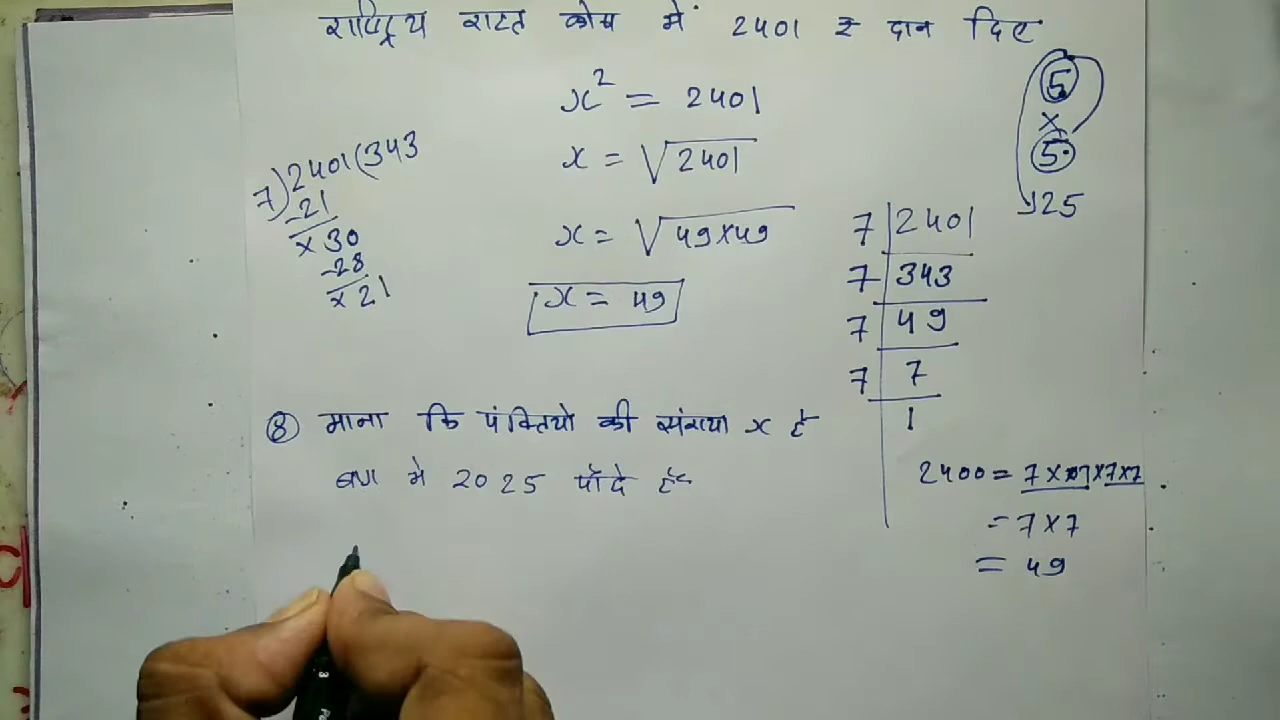 राष्ट्रिय राहत कोष में 2401 रु दान दिए
x² = 2401
x = √2401
x = √49×49
x = 49
7)2401(343
-21
×30
-28
×21
5
×
5
25
7 | 2401
7 | 343
7 | 49
7 | 7
1
2400 = 7×7×7×7
= 7×7
= 49
⑧ माना कि पंक्तियो की संख्या x है
बाग मे 2025 पौदे हैं